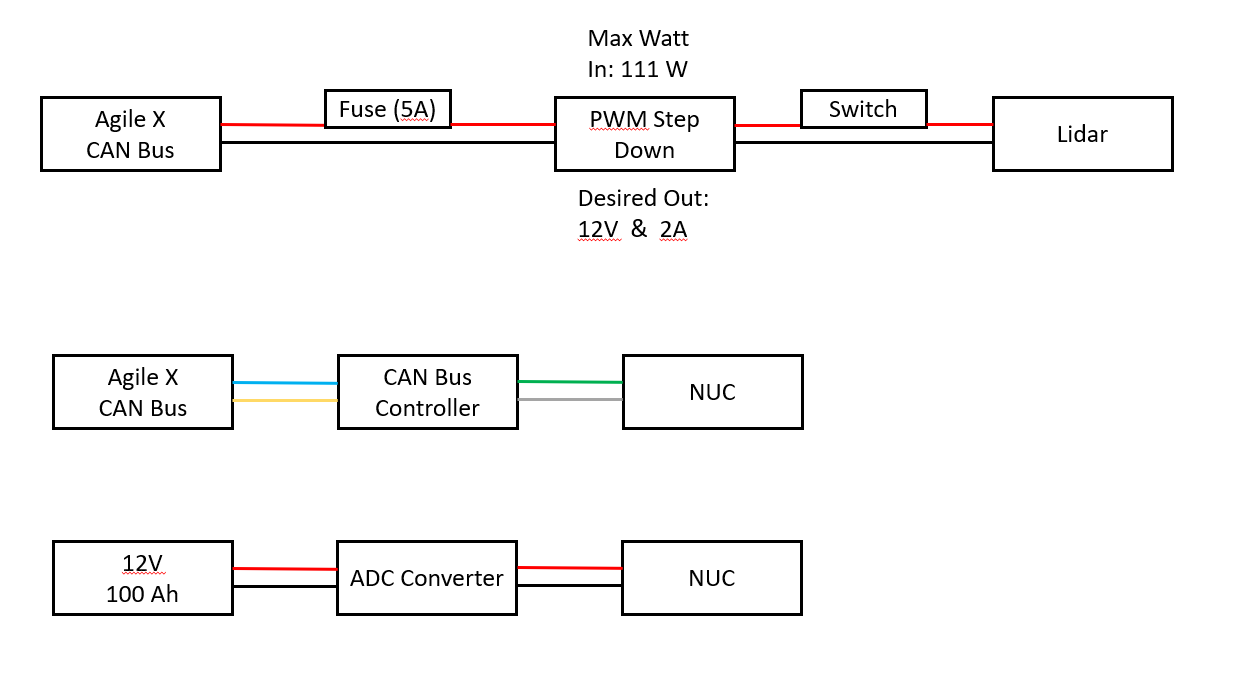 Max Watt
In: 111 W
Agile X
CAN Bus
Fuse (5A)
PWM Step
Down
Switch
Lidar
Desired Out:
12V & 2A
Agile X
CAN Bus
CAN Bus
Controller
NUC
12V
100 Ah
ADC Converter
NUC